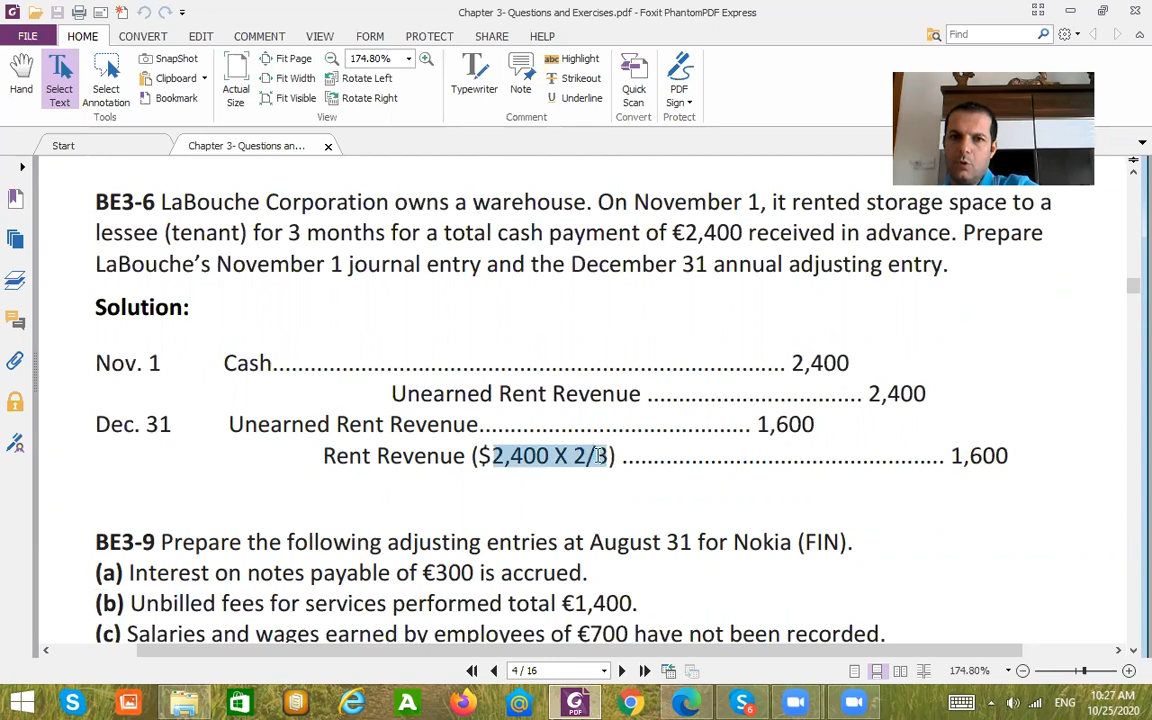 Chapter 3- Questions and Exercises.pdf - Foxit PhantomPDF Express
FILE HOME CONVERT EDIT COMMENT VIEW FORM PROTECT SHARE HELP
Find
Hand
Select Text
Select Annotation
SnapShot
Clipboard
Bookmark
Tools
Actual Size
Fit Page
Fit Width
Fit Visible
174.80%
Rotate Left
Rotate Right
View
Typewriter
Note
abc Highlight
Strikeout
Underline
Comment
Quick Scan
Convert
PDF Sign
Protect
Start
Chapter 3- Questions an...
BE3-6 LaBouche Corporation owns a warehouse. On November 1, it rented storage space to a
lessee (tenant) for 3 months for a total cash payment of €2,400 received in advance. Prepare
LaBouche’s November 1 journal entry and the December 31 annual adjusting entry.
Solution:
Nov. 1 Cash.................................................................................. 2,400
Unearned Rent Revenue .................................. 2,400
Dec. 31 Unearned Rent Revenue........................................... 1,600
Rent Revenue ($2,400 X 2/3) ................................................... 1,600
BE3-9 Prepare the following adjusting entries at August 31 for Nokia (FIN).
(a) Interest on notes payable of €300 is accrued.
(b) Unbilled fees for services performed total €1,400.
(c) Salaries and wages earned by employees of €700 have not been recorded.
4 / 16
174.80%
ENG
10:27 AM
10/25/2020